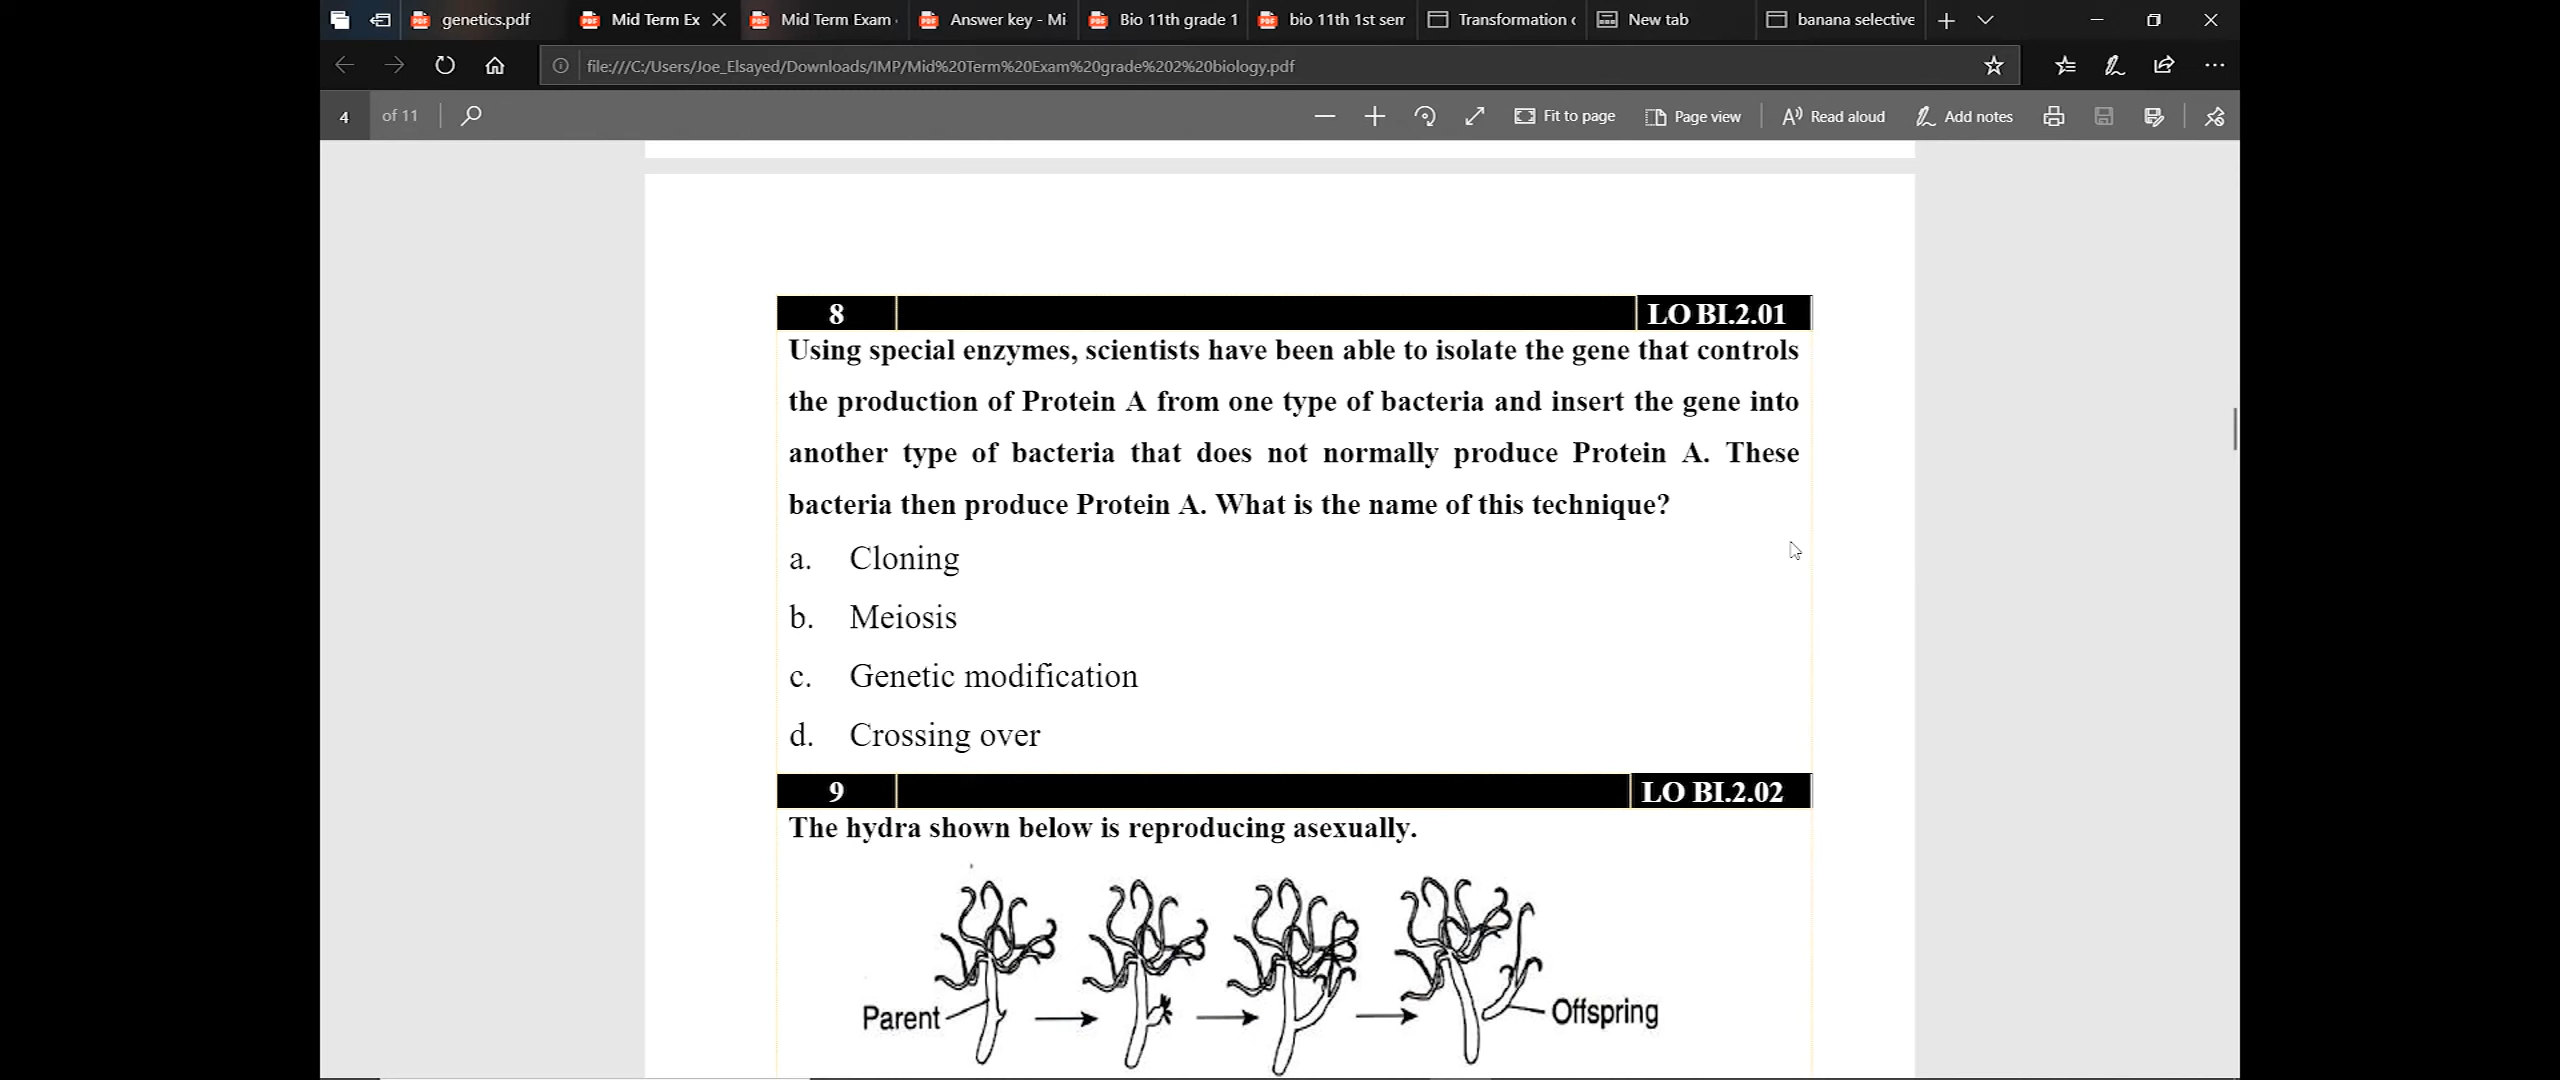 genetics.pdf
Mid Term Ex
Mid Term Exam
Answer key - Mi
Bio 11th grade 1
bio 11th 1st sem
Transformation c
New tab
banana selective
file:///C:/Users/Joe_Elsayed/Downloads/IMP/Mid%20Term%20Exam%20grade%202%20biology.pdf
4 of 11
Fit to page
Page view
Read aloud
Add notes
8 LO BI.2.01
Using special enzymes, scientists have been able to isolate the gene that controls
the production of Protein A from one type of bacteria and insert the gene into
another type of bacteria that does not normally produce Protein A. These
bacteria then produce Protein A. What is the name of this technique?
a. Cloning
b. Meiosis
c. Genetic modification
d. Crossing over
9 LO BI.2.02
The hydra shown below is reproducing asexually.
Parent
Offspring